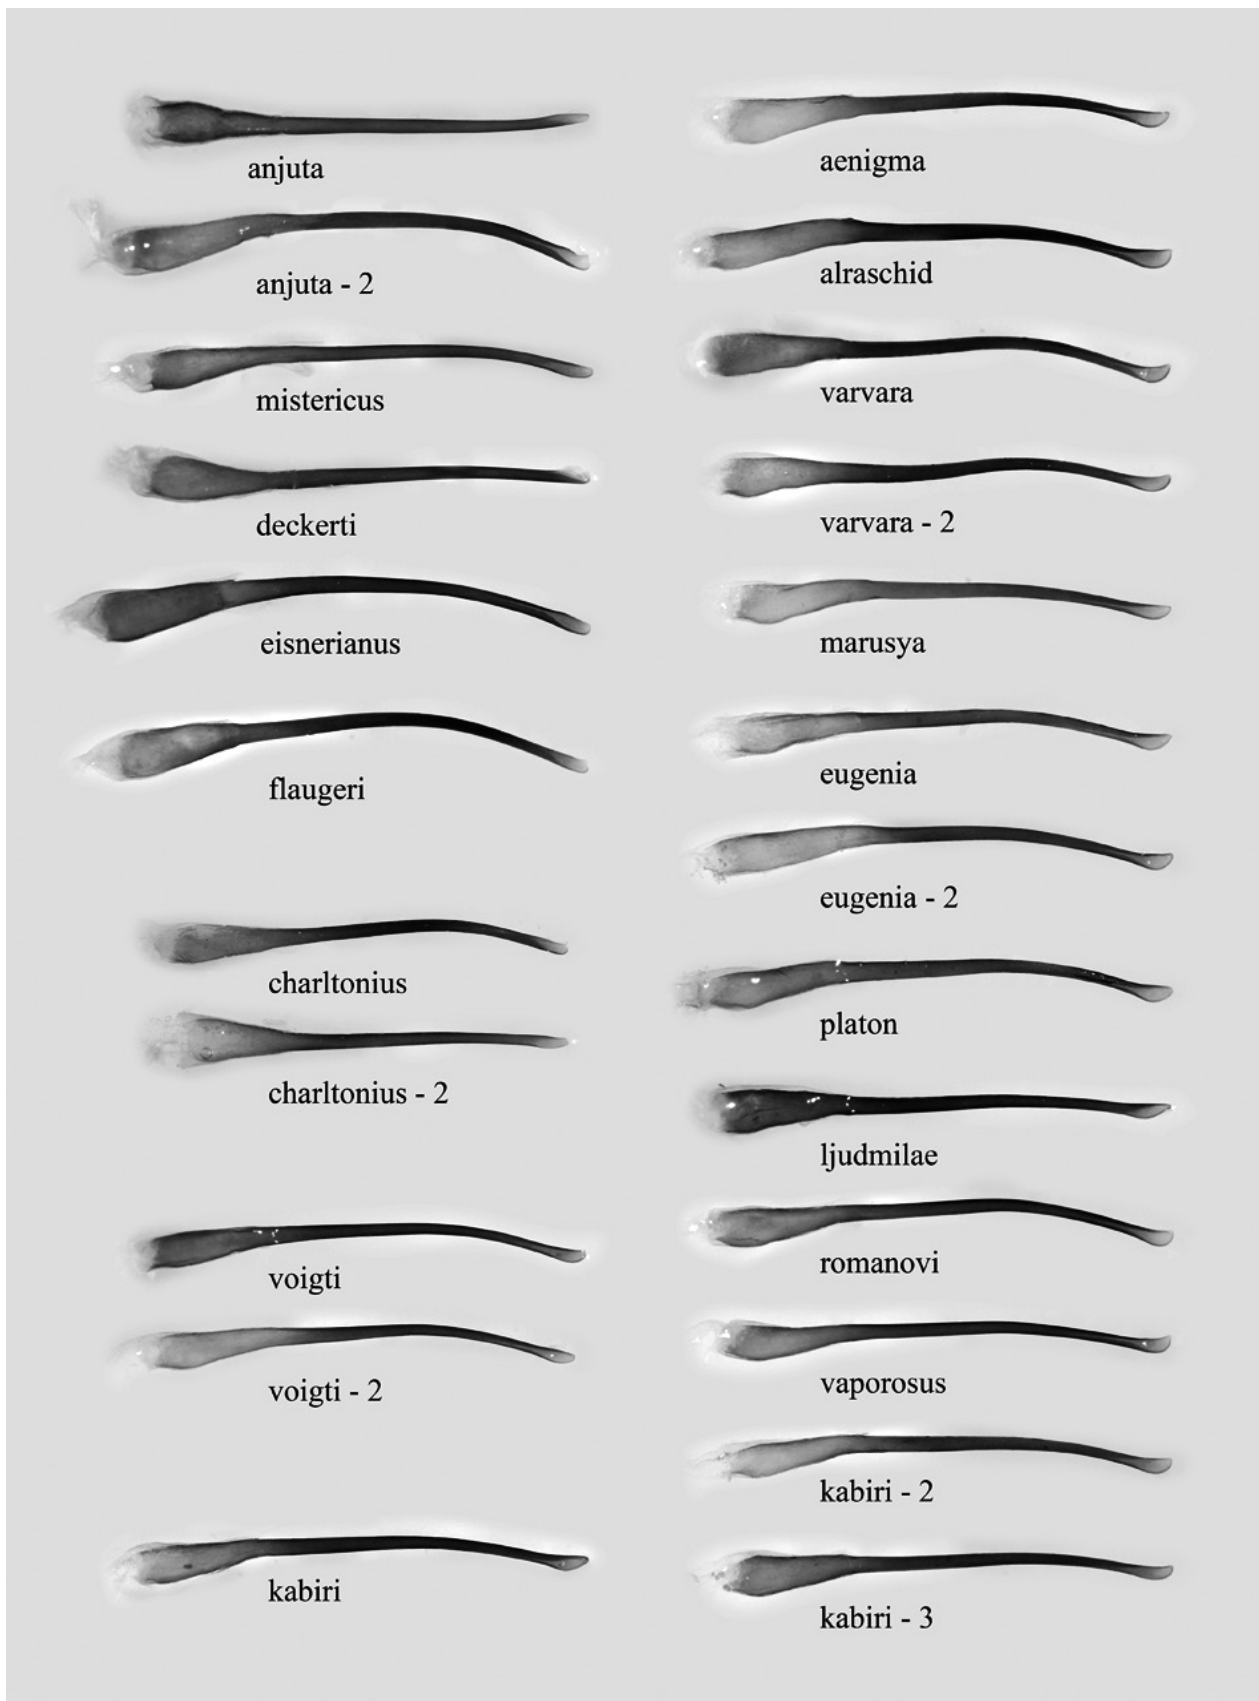 anjuta
anjuta - 2
mistericus
deckerti
eisnerianus
flaugeri
charltonius
charltonius - 2
voigti
voigti - 2
kabiri
aenigma
alraschid
varvara
varvara - 2
marusya
eugenia
eugenia - 2
platon
ljudmilae
romanovi
vaporosus
kabiri - 2
kabiri - 3